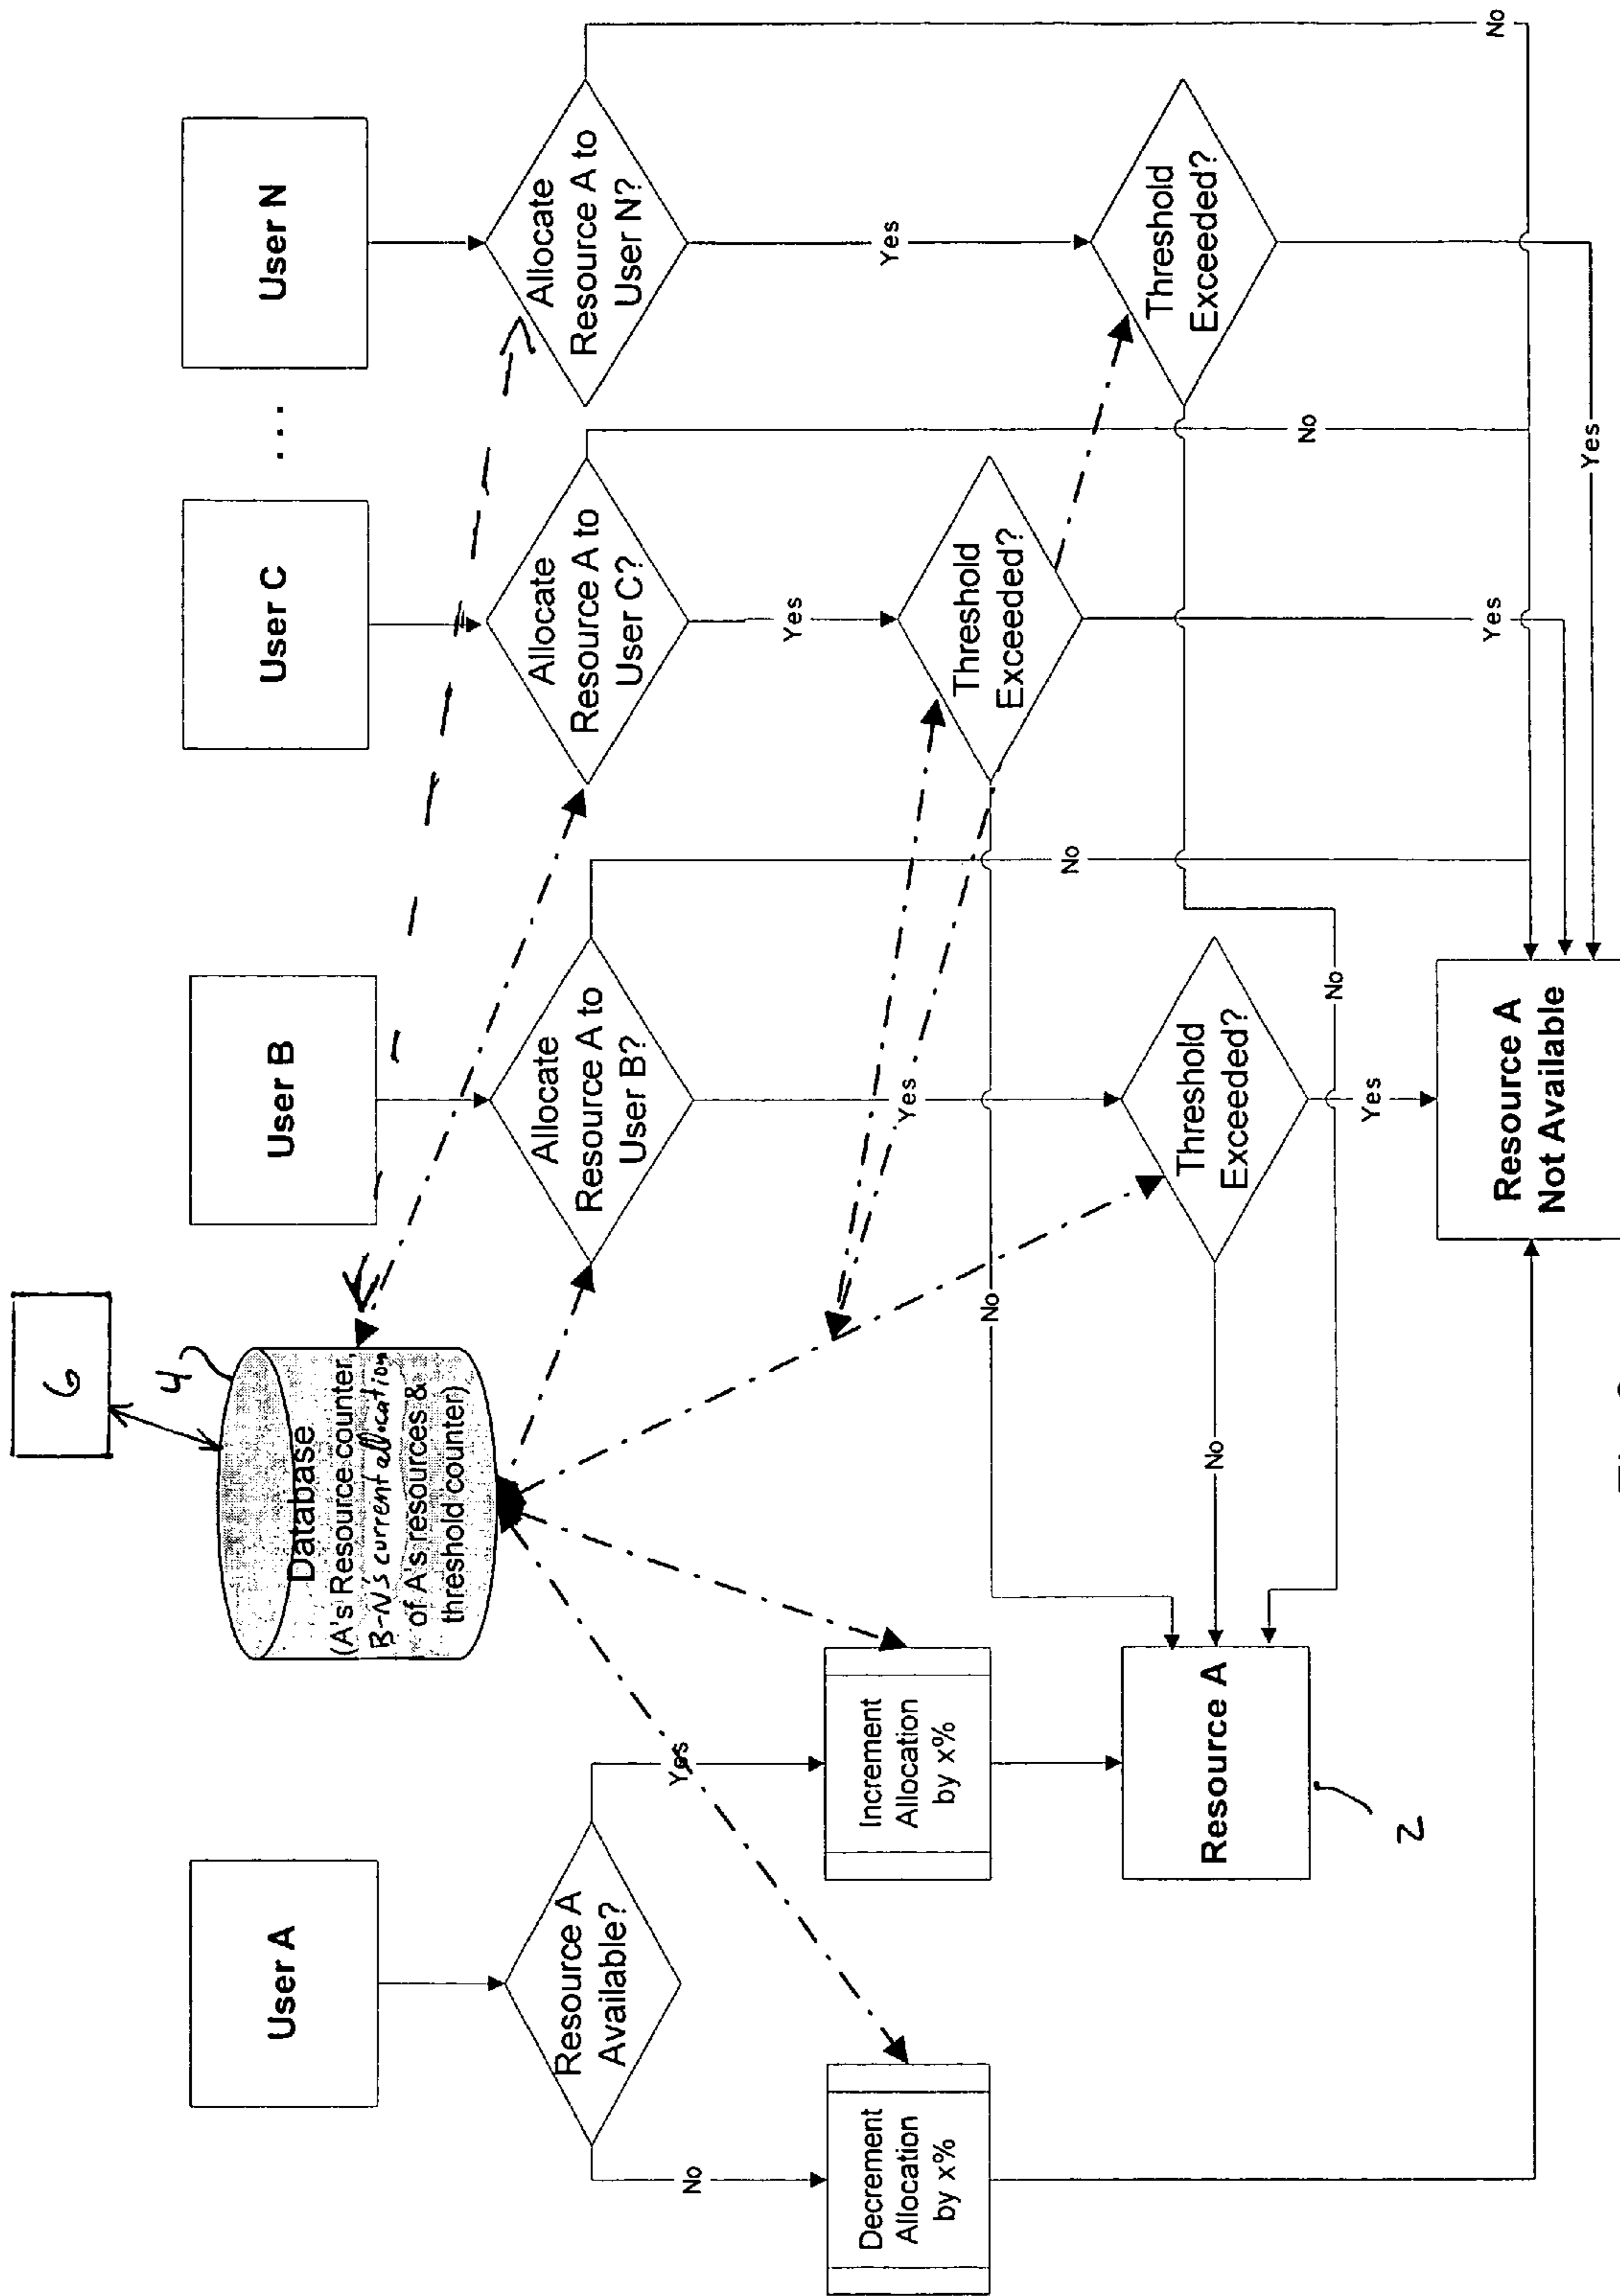 6
4
Database
(A's Resource counter,
B-N's current allocation
of A's resources &
threshold counter)
User A
User B
User C
. . .
User N
Resource A
Available?
Allocate
Resource A to
User B?
Allocate
Resource A to
User C?
Allocate
Resource A to
User N?
No
Yes
Yes
No
Yes
No
Yes
No
Decrement
Allocation
by x%
Increment
Allocation
by x%
Threshold
Exceeded?
Threshold
Exceeded?
Threshold
Exceeded?
No
No
No
Yes
Yes
Yes
Resource A
2
Resource A
Not Available